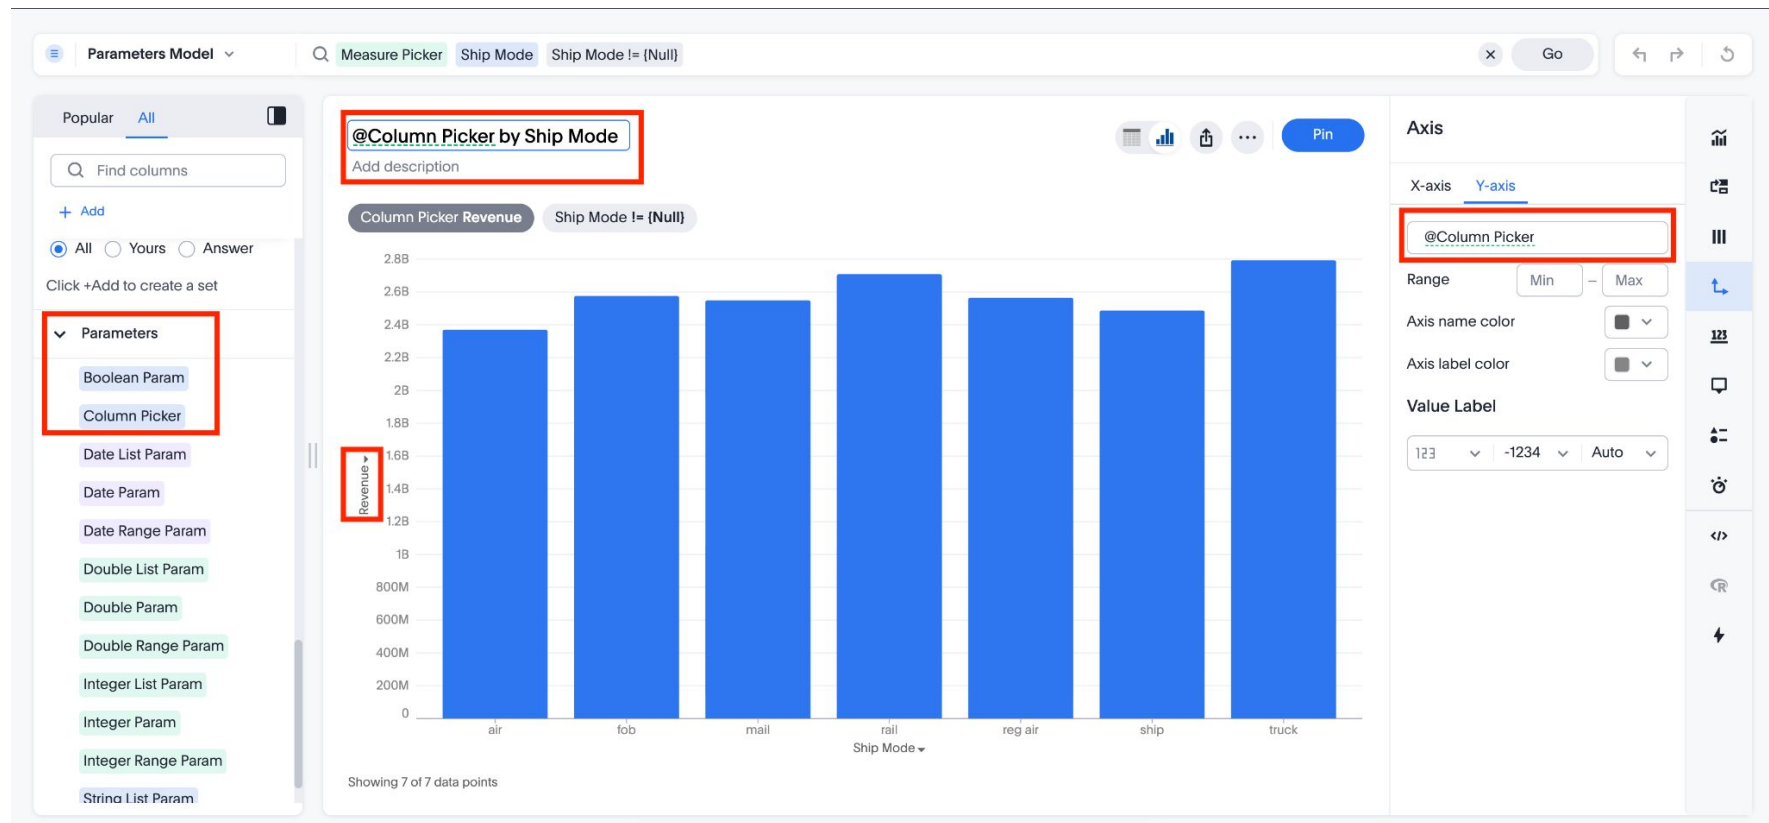 Parameters Model
Measure Picker Ship Mode Ship Mode != {Null}
Go
Popular All
Find columns
+ Add
All Yours Answer
Click +Add to create a set
Parameters
Boolean Param
Column Picker
Date List Param
Date Param
Date Range Param
Double List Param
Double Param
Double Range Param
Integer List Param
Integer Param
Integer Range Param
String List Param
@Column Picker by Ship Mode
Add description
Pin
Column Picker Revenue Ship Mode != {Null}
2.8B
2.6B
2.4B
2.2B
2B
1.8B
1.6B
1.4B
1.2B
1B
800M
600M
400M
200M
0
Revenue
air fob mail rail reg air ship truck
Ship Mode
Showing 7 of 7 data points
Axis
X-axis Y-axis
@Column Picker
Range Min – Max
Axis name color
Axis label color
Value Label
123 -1234 Auto
123
</>
R